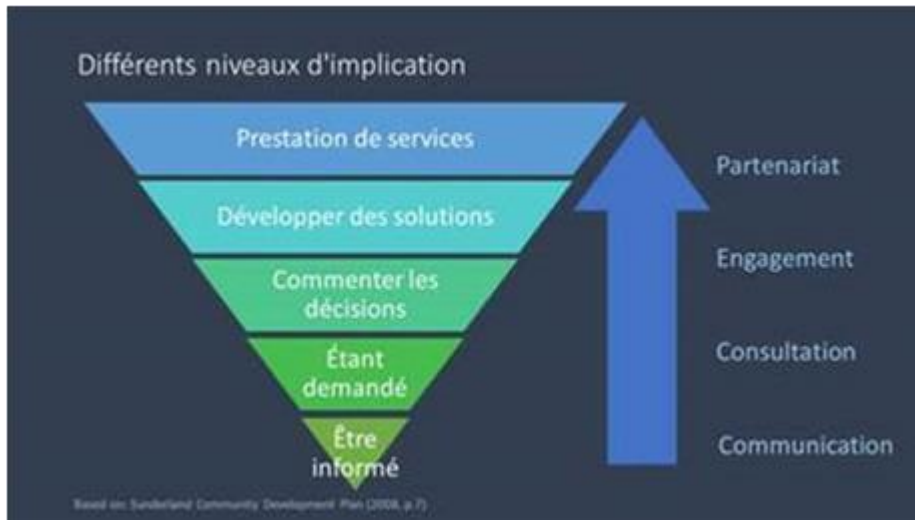 Différents niveaux d'implication
Prestation de services
Développer des solutions
Commenter les
décisions
Étant
demandé
Être
informé
Partenariat
Engagement
Consultation
Communication
Based on: Sunderland Community Development Plan (2008, p.7)